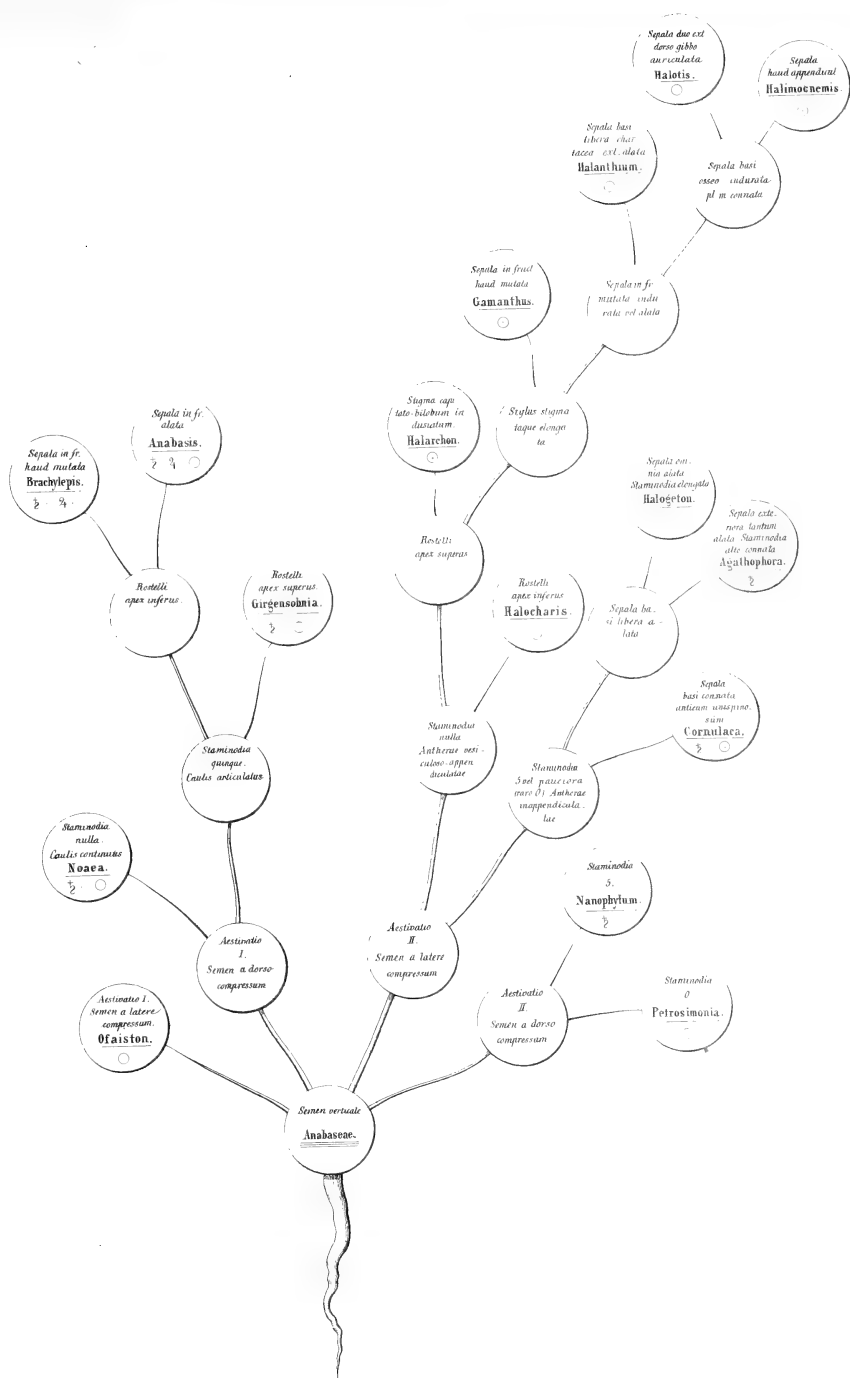 Sepala duo ext
dorso gibbo
auriculata
Halotis.
Sepala
haud appendicul
Halimocnemis.
Sepala basi
libera char
tacea ext. alata
Halanthium.
Sepala basi
osseo indurata
pl m connata
Sepala in fruct
haud mutata
Gamanthus.
Sepala in fr
mutata indu
rata vel alata
Stigma capi
tato-bilobum in
dusiatum
Halarchon.
Stylus stigma
taque elonga
ta
Sepala in fr.
alata
Anabasis.
Sepala in fr.
haud mutata
Brachylepis.
Sepala om
nia alata
Staminodia elongata
Halogeton.
Sepala exte-
riora tantum
alata Staminodia
alte connata
Agathophora.
Rostelli
apex superus
Rostelli
apex inferus.
Rostelli
apex superus.
Girgensohnia.
Rostelli
apex inferus
Halocharis.
Sepala ba-
si libera a-
lata
Sepala
basi connata
anticum unispino-
sum
Cornulaca.
Staminodia
quinque.
Caulis articulatus
Staminodia
nulla
Antherae vesi-
culoso-appen
diculatae
Staminodia
5 vel pauciora
(raro 0) Antherae
inappendicula-
tae
Staminodia
nulla.
Caulis continuus
Noaea.
Staminodia
5.
Nanophytum.
Aestivatio
I.
Semen a dorso
compressum
Aestivatio
II.
Semen a latere
compressum
Aestivatio I.
Semen a latere
compressum.
Ofaiston.
Aestivatio
II.
Semen a dorso
compressum
Staminodia
0
Petrosimonia.
Semen verticale
Anabaseae.